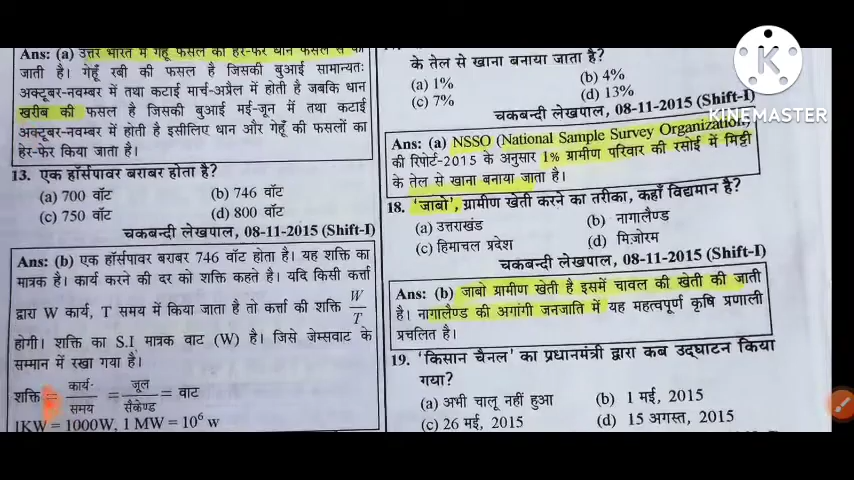 Ans: (a) उत्तर भारत में गेहूँ फसल का हेर-फेर धान फसल से की
जाती है। गेहूँ रबी की फसल है जिसकी बुआई सामान्यतः
अक्टूबर-नवम्बर में तथा कटाई मार्च-अप्रैल में होती है जबकि धान
खरीब की फसल है जिसकी बुआई मई-जून में तथा कटाई
अक्टूबर-नवम्बर में होती है इसीलिए धान और गेहूँ की फसलों का
हेर-फेर किया जाता है।
13. एक हॉर्सपावर बराबर होता है?
(a) 700 वॉट (b) 746 वॉट
(c) 750 वॉट (d) 800 वॉट
चकबन्दी लेखपाल, 08-11-2015 (Shift-I)
Ans: (b) एक हॉर्सपावर बराबर 746 वॉट होता है। यह शक्ति का
मात्रक है। कार्य करने की दर को शक्ति कहते है। यदि किसी कर्त्ता
द्वारा W कार्य, T समय में किया जाता है तो कर्त्ता की शक्ति W/T
होगी। शक्ति का S.I मात्रक वाट (W) है। जिसे जेम्सवाट के
सम्मान में रखा गया है।
शक्ति = कार्य/समय = जूल/सैकेण्ड = वाट
1KW = 1000W, 1 MW = 10⁶ w
के तेल से खाना बनाया जाता है?
(a) 1% (b) 4%
(c) 7% (d) 13%
चकबन्दी लेखपाल, 08-11-2015 (Shift-I)
Ans: (a) NSSO (National Sample Survey Organization)
की रिपोर्ट-2015 के अनुसार 1% ग्रामीण परिवार की रसोई में मिट्टी
के तेल से खाना बनाया जाता है।
18. 'जाबो', ग्रामीण खेती करने का तरीका, कहाँ विद्यमान है?
(a) उत्तराखंड (b) नागालैण्ड
(c) हिमाचल प्रदेश (d) मिज़ोरम
चकबन्दी लेखपाल, 08-11-2015 (Shift-I)
Ans: (b) जाबो ग्रामीण खेती है इसमें चावल की खेती की जाती
है। नागालैण्ड की अगांगी जनजाति में यह महत्वपूर्ण कृषि प्रणाली
प्रचलित है।
19. 'किसान चैनल' का प्रधानमंत्री द्वारा कब उद्घाटन किया
गया?
(a) अभी चालू नहीं हुआ (b) 1 मई, 2015
(c) 26 मई, 2015 (d) 15 अगस्त, 2015
KINEMASTER